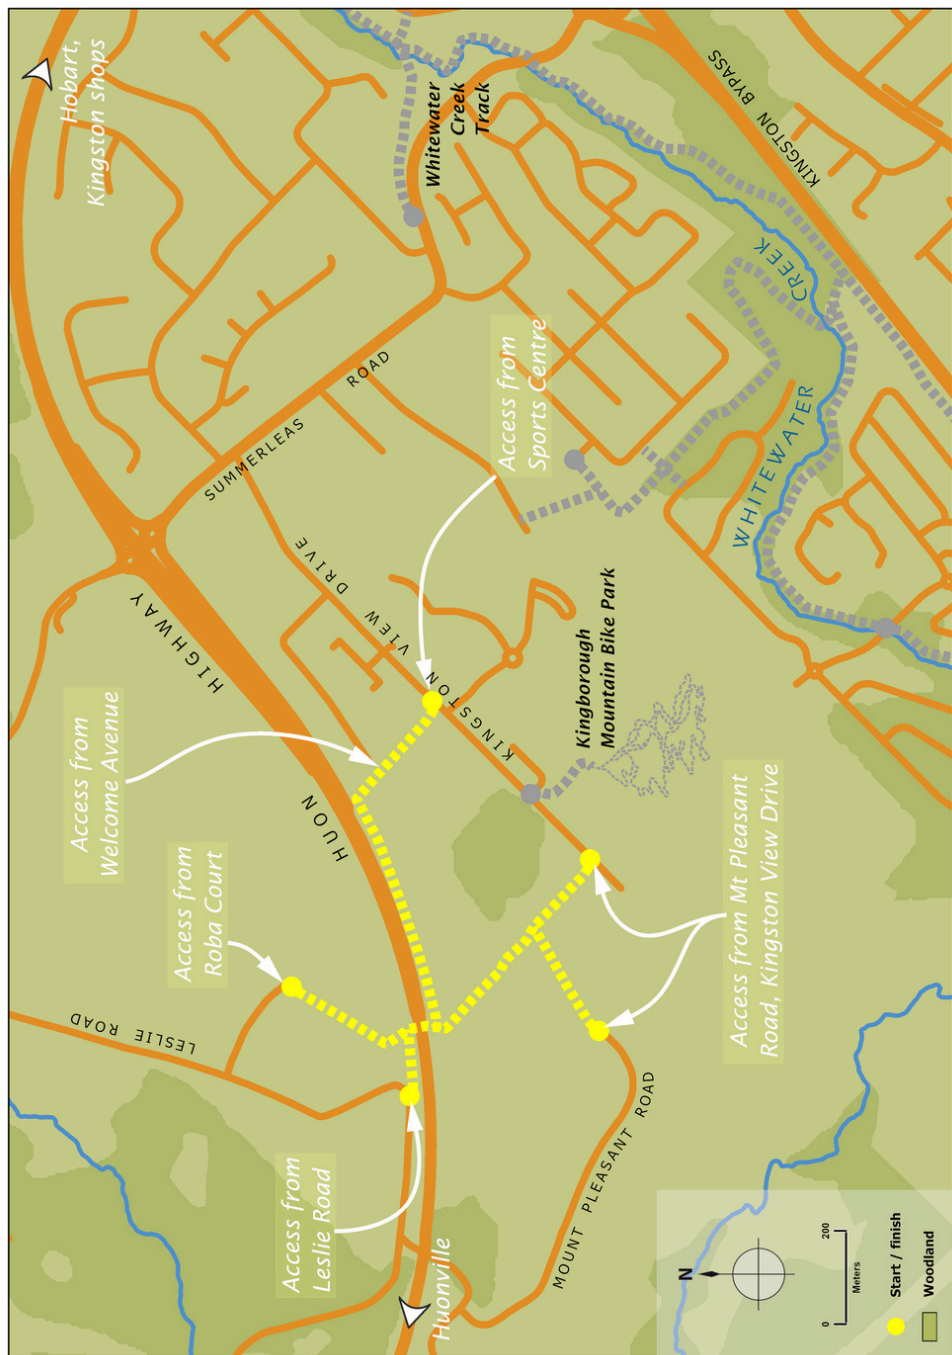 Hobart,
Kingston shops
Whitewater
Creek
Track
KINGSTON BYPASS
KINGSTON
WHITEWATER CREEK
SUMMERLEAS ROAD
Access from
Sports Centre
KINGSTON VIEW DRIVE
HUON HIGHWAY
Access from
Welcome Avenue
Kingborough
Mountain Bike Park
Access from
Roba Court
LESLIE ROAD
Access from Mt Pleasant
Road, Kingston View Drive
Access from
Leslie Road
MOUNT PLEASANT ROAD
Huonville
N
0 200
Meters
Start / finish
Woodland